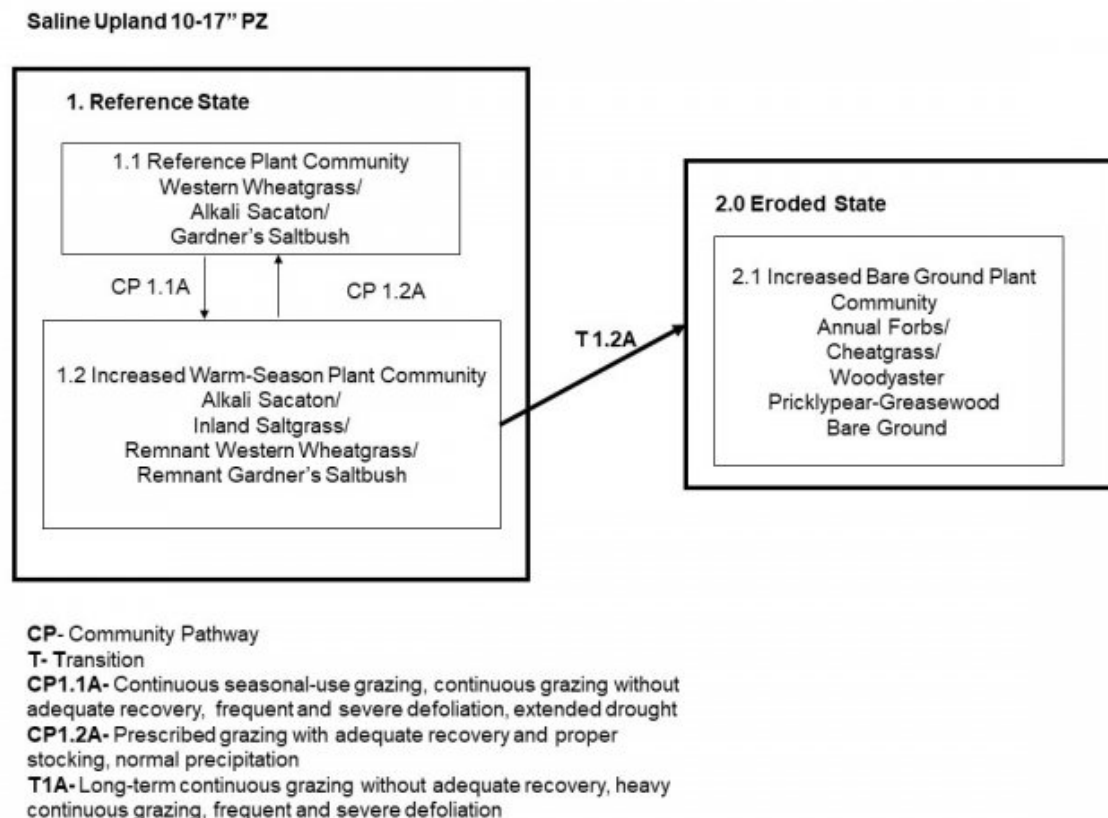 Saline Upland 10-17” PZ
1. Reference State
1.1 Reference Plant Community
Western Wheatgrass/
Alkali Sacaton/
Gardner’s Saltbush
CP 1.1A
CP 1.2A
1.2 Increased Warm-Season Plant Community
Alkali Sacaton/
Inland Saltgrass/
Remnant Western Wheatgrass/
Remnant Gardner’s Saltbush
T 1.2A
2.0 Eroded State
2.1 Increased Bare Ground Plant
Community
Annual Forbs/
Cheatgrass/
Woodyaster
Pricklypear-Greasewood
Bare Ground
CP- Community Pathway
T- Transition
CP1.1A- Continuous seasonal-use grazing, continuous grazing without
adequate recovery, frequent and severe defoliation, extended drought
CP1.2A- Prescribed grazing with adequate recovery and proper
stocking, normal precipitation
T1A- Long-term continuous grazing without adequate recovery, heavy
continuous grazing, frequent and severe defoliation